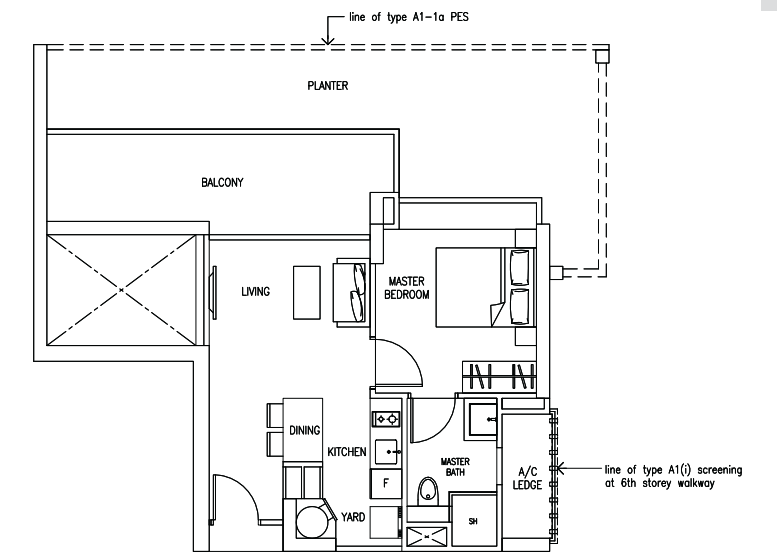 line of type A1-1a PES
PLANTER
BALCONY
LIVING
MASTER
BEDROOM
DINING
KITCHEN
MASTER
BATH
A/C
LEDGE
line of type A1(i) screening
at 6th storey walkway
F
YARD
SH